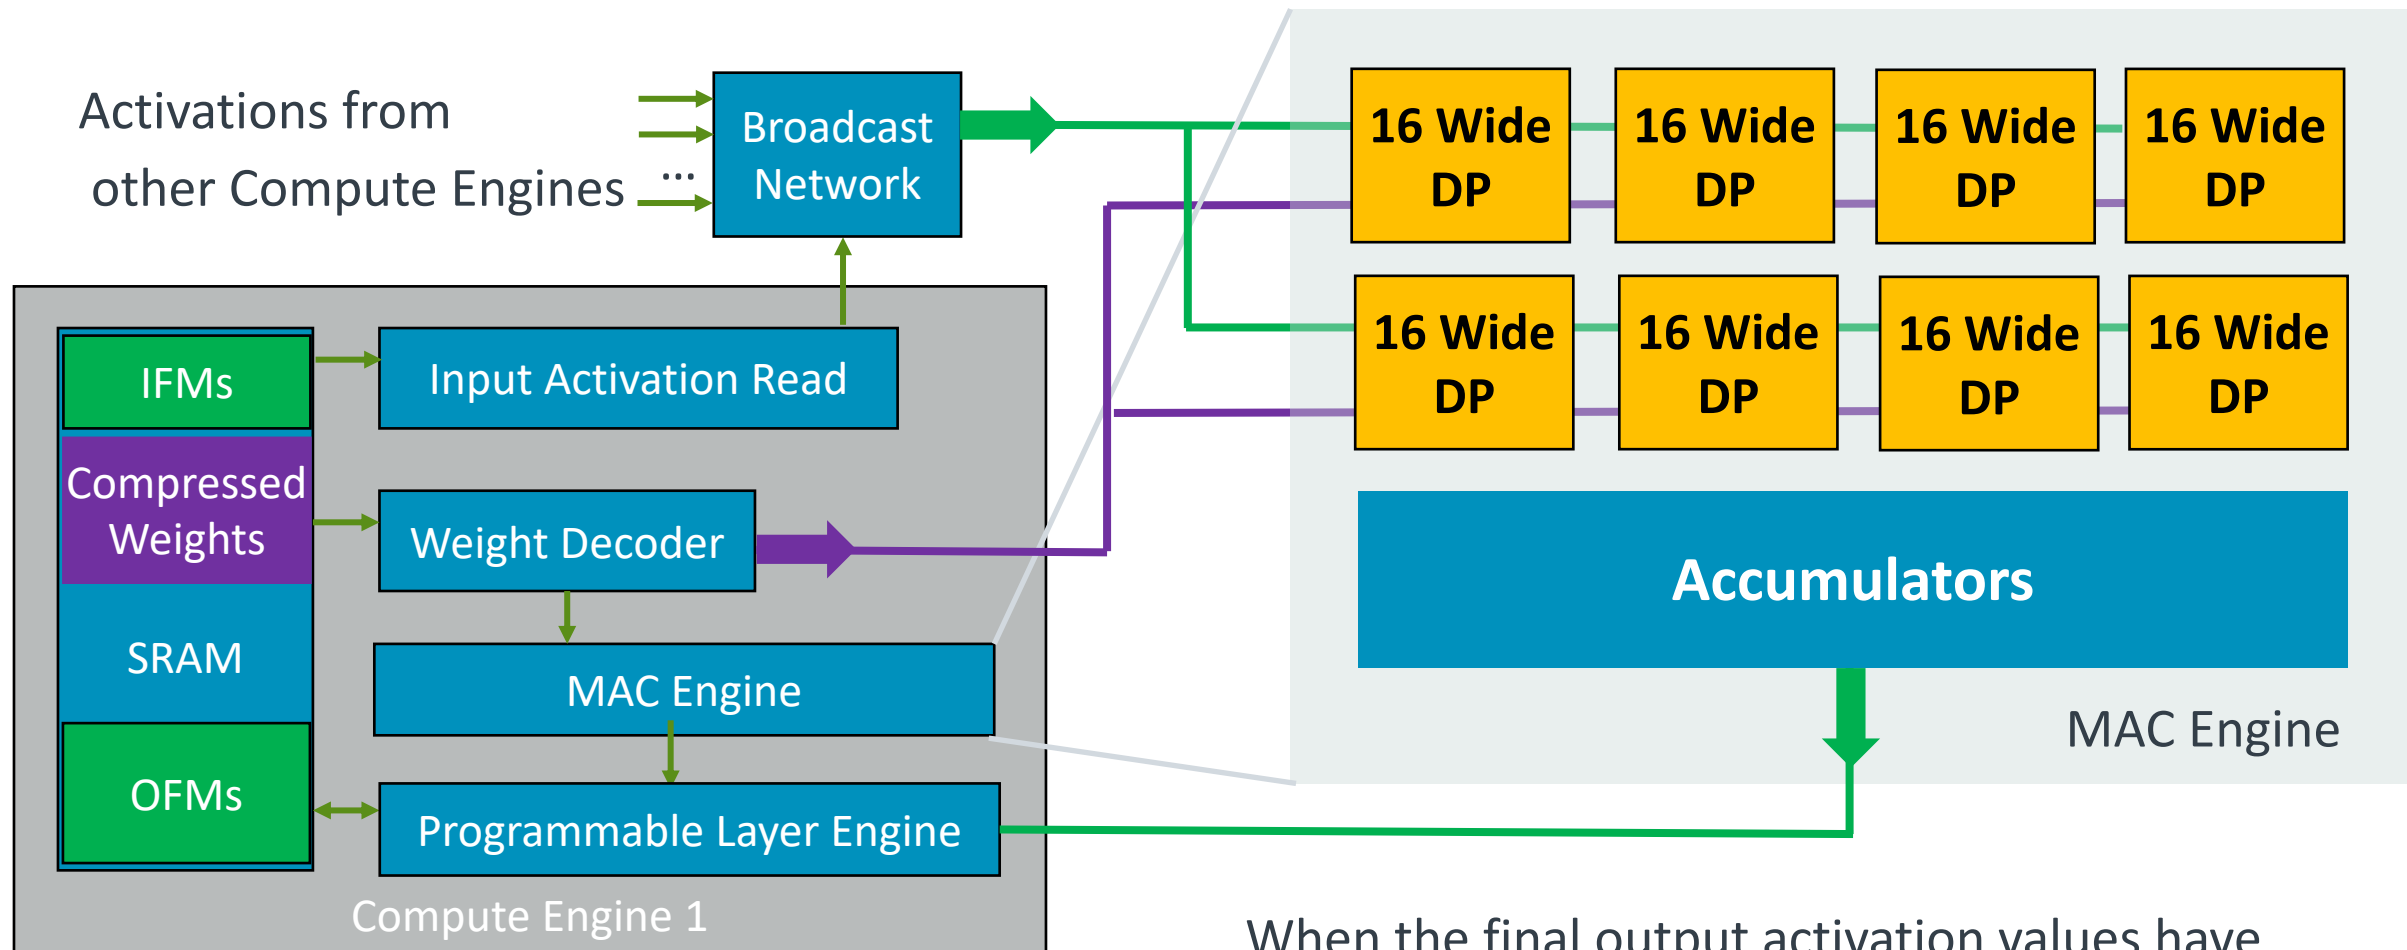 Activations from
other Compute Engines
...
Broadcast
Network
16 Wide
DP
16 Wide
DP
16 Wide
DP
16 Wide
DP
16 Wide
DP
16 Wide
DP
16 Wide
DP
16 Wide
DP
IFMs
Input Activation Read
Compressed
Weights
Weight Decoder
SRAM
MAC Engine
OFMs
Programmable Layer Engine
Compute Engine 1
Accumulators
MAC Engine
When the final output activation values have